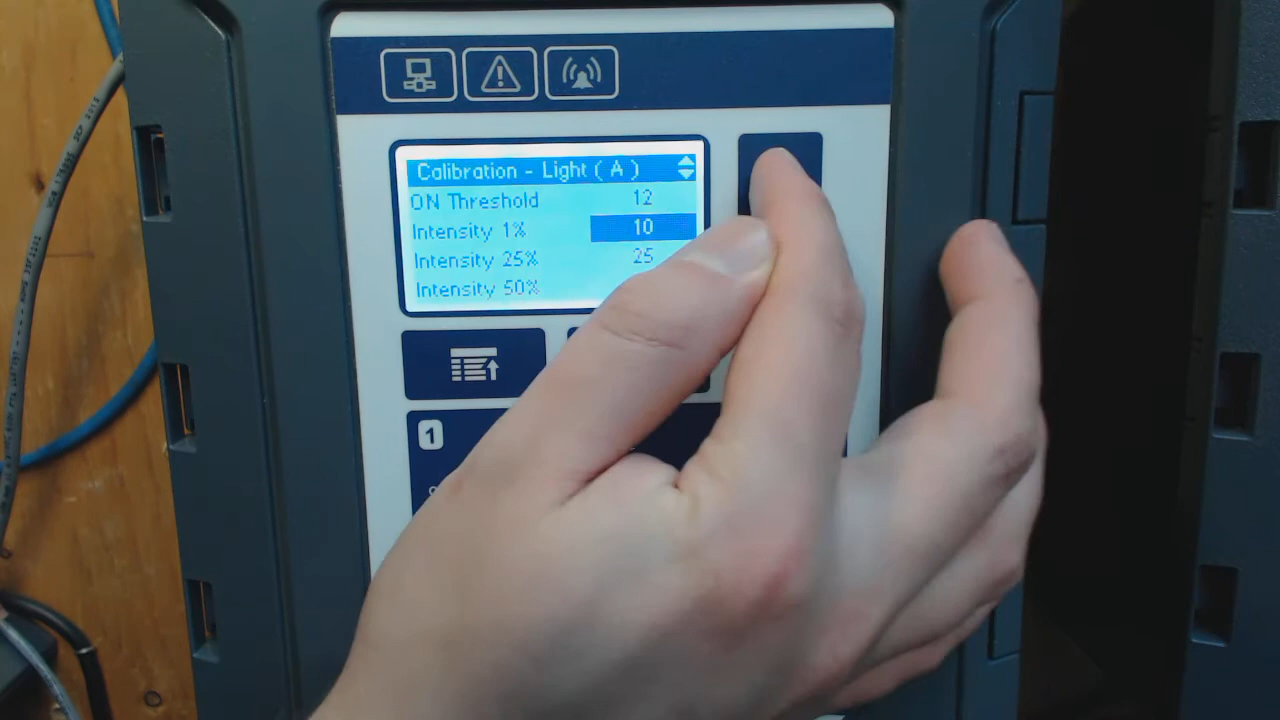 Calibration - Light ( A )
ON Threshold 12
Intensity 1% 10
Intensity 25% 25
Intensity 50%
1